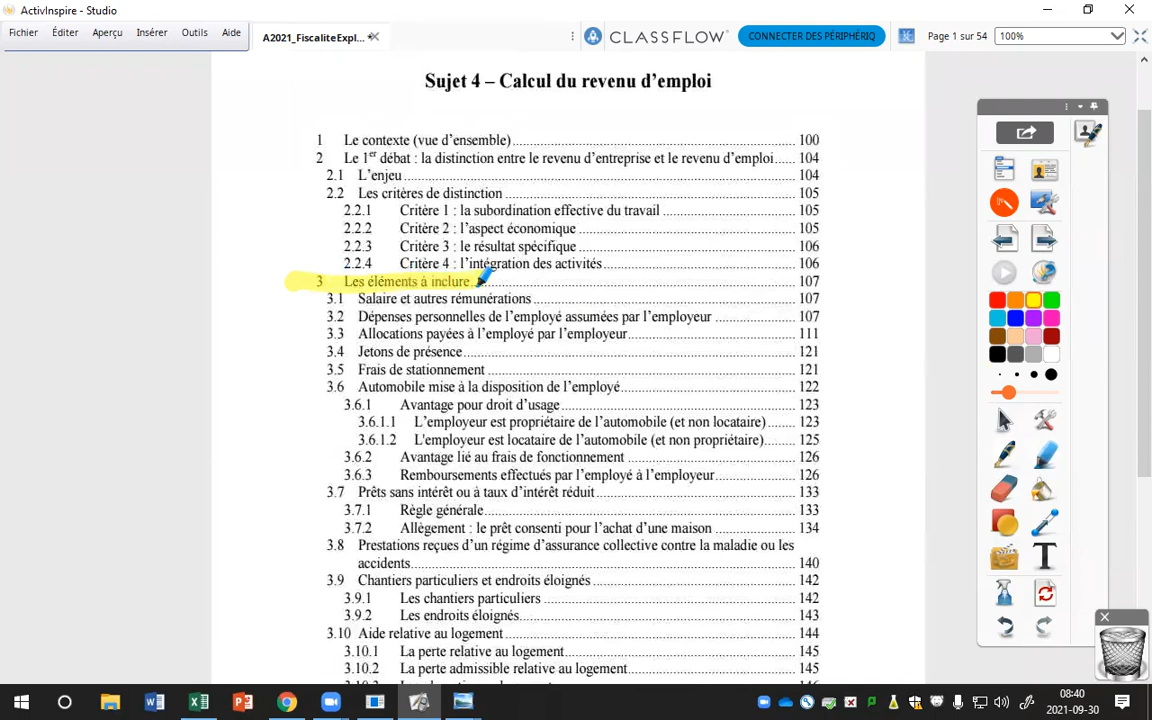 ActivInspire - Studio
Fichier Éditer Aperçu Insérer Outils Aide
A2021_FiscaliteExpl...
CLASSFLOW
CONNECTER DES PÉRIPHÉRIQ
Page 1 sur 54
100%
Sujet 4 – Calcul du revenu d'emploi
1 Le contexte (vue d'ensemble) 100
2 Le 1er débat : la distinction entre le revenu d'entreprise et le revenu d'emploi 104
2.1 L'enjeu 104
2.2 Les critères de distinction 105
2.2.1 Critère 1 : la subordination effective du travail 105
2.2.2 Critère 2 : l'aspect économique 105
2.2.3 Critère 3 : le résultat spécifique 106
2.2.4 Critère 4 : l'intégration des activités 106
3 Les éléments à inclure 107
3.1 Salaire et autres rémunérations 107
3.2 Dépenses personnelles de l'employé assumées par l'employeur 107
3.3 Allocations payées à l'employé par l'employeur 111
3.4 Jetons de présence 121
3.5 Frais de stationnement 121
3.6 Automobile mise à la disposition de l'employé 122
3.6.1 Avantage pour droit d'usage 123
3.6.1.1 L'employeur est propriétaire de l'automobile (et non locataire) 123
3.6.1.2 L'employeur est locataire de l'automobile (et non propriétaire) 125
3.6.2 Avantage lié au frais de fonctionnement 126
3.6.3 Remboursements effectués par l'employé à l'employeur 126
3.7 Prêts sans intérêt ou à taux d'intérêt réduit 133
3.7.1 Règle générale 133
3.7.2 Allègement : le prêt consenti pour l'achat d'une maison 134
3.8 Prestations reçues d'un régime d'assurance collective contre la maladie ou les
accidents 140
3.9 Chantiers particuliers et endroits éloignés 142
3.9.1 Les chantiers particuliers 142
3.9.2 Les endroits éloignés 143
3.10 Aide relative au logement 144
3.10.1 La perte relative au logement 145
3.10.2 La perte admissible relative au logement 145
08:40
2021-09-30